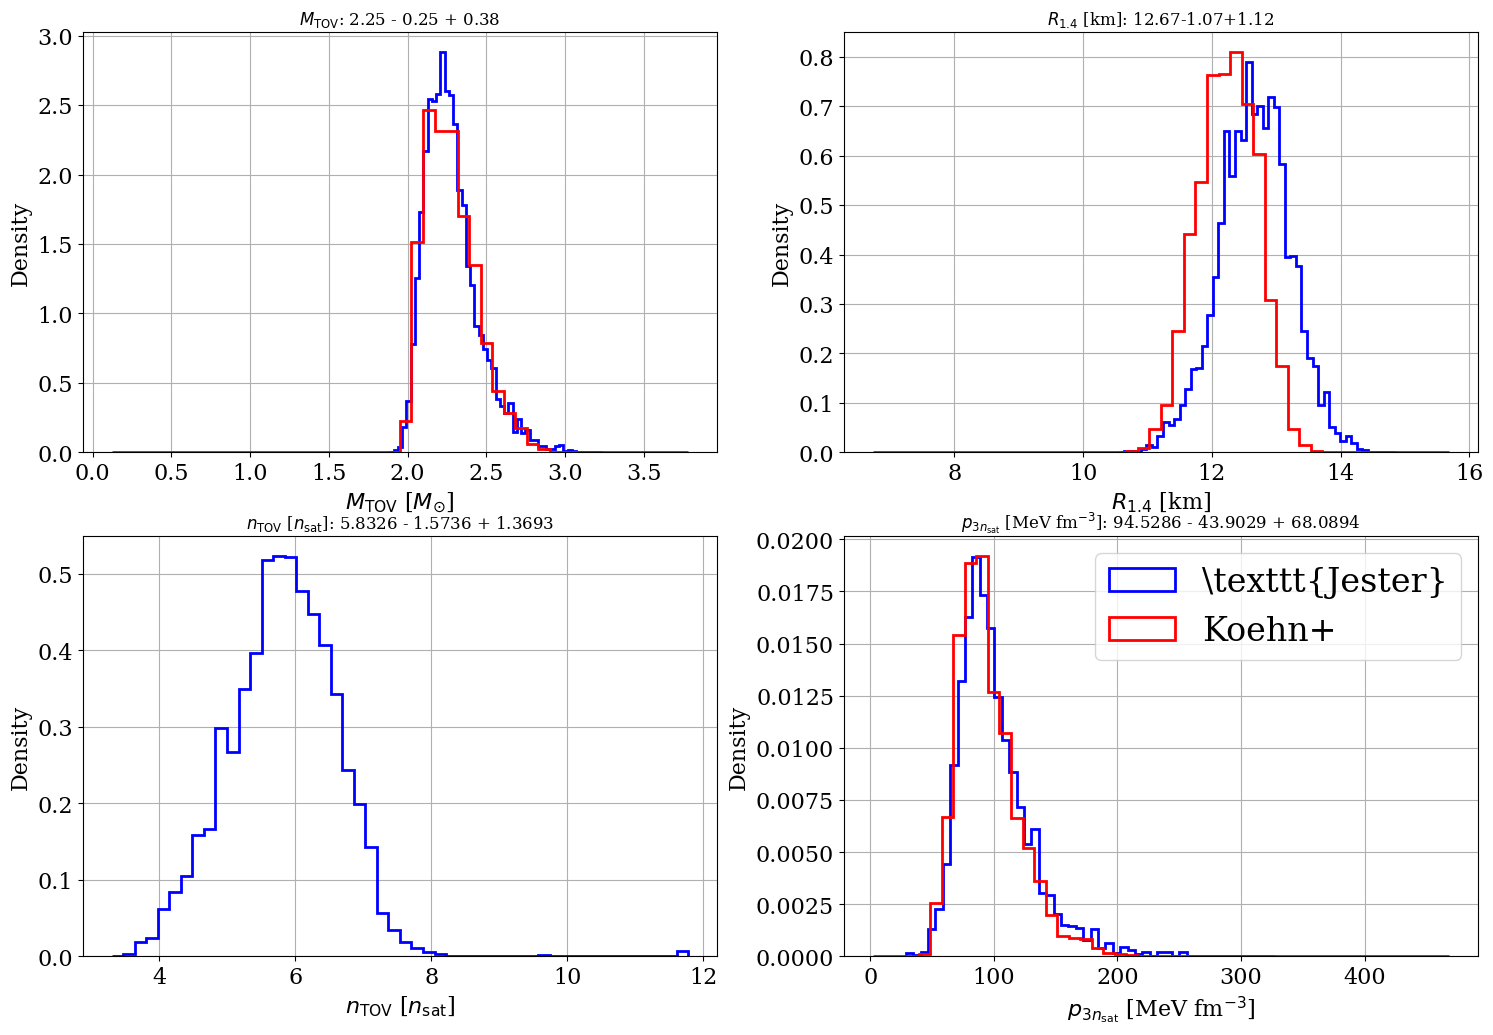 M_TOV: 2.25 - 0.25 + 0.38
3.0
2.5
2.0
1.5
1.0
0.5
0.0
Density
0.0 0.5 1.0 1.5 2.0 2.5 3.0 3.5
M_TOV [M_⊙]
R_1.4 [km]: 12.67-1.07+1.12
0.8
0.7
0.6
0.5
0.4
0.3
0.2
0.1
0.0
Density
8 10 12 14 16
R_1.4 [km]
n_TOV [n_sat]: 5.8326 - 1.5736 + 1.3693
0.5
0.4
0.3
0.2
0.1
0.0
Density
4 6 8 10 12
n_TOV [n_sat]
p_3n_sat [MeV fm^−3]: 94.5286 - 43.9029 + 68.0894
0.0200
0.0175
0.0150
0.0125
0.0100
0.0075
0.0050
0.0025
0.0000
Density
\texttt{Jester}
Koehn+
0 100 200 300 400
p_3n_sat [MeV fm^−3]